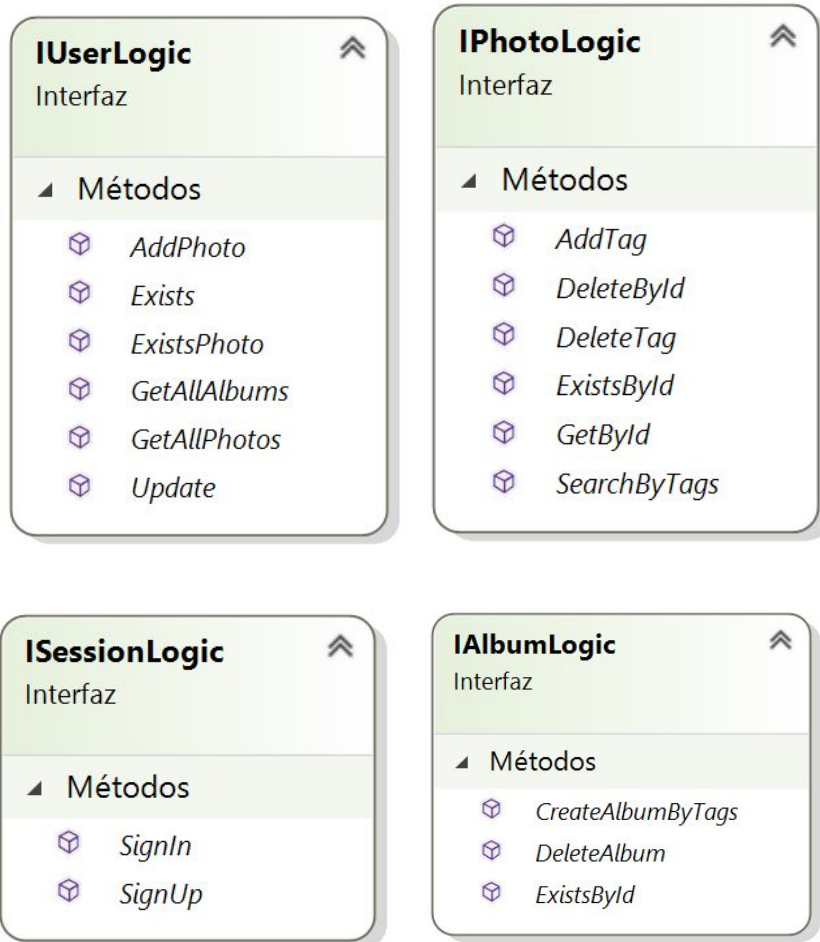 IUserLogic
Interfaz
Métodos
AddPhoto
Exists
ExistsPhoto
GetAllAlbums
GetAllPhotos
Update
IPhotoLogic
Interfaz
Métodos
AddTag
DeleteById
DeleteTag
ExistsById
GetById
SearchByTags
ISessionLogic
Interfaz
Métodos
SignIn
SignUp
IAlbumLogic
Interfaz
Métodos
CreateAlbumByTags
DeleteAlbum
ExistsById